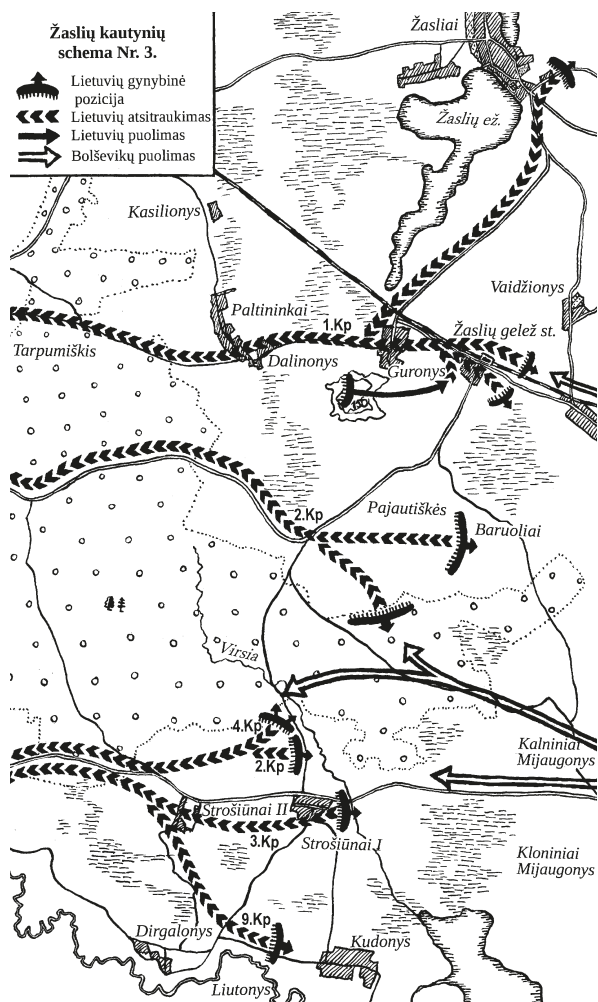 Žaslių kautynių
schema Nr. 3.
Lietuvių gynybinė
pozicija
Lietuvių atsitraukimas
Lietuvių puolimas
Bolševikų puolimas
Žasliai
Žaslių ež.
Kasilionys
Vaidžionys
Paltininkai
1.Kp
Žaslių gelež st.
Tarpumiškis
Dalinonys
Guronys
150
2.Kp
Pajautiškės
Baruoliai
Virsia
4.Kp
2.Kp
Kalniniai
Mijaugonys
Strošiūnai II
3.Kp
Strošiūnai I
Kloniniai
Mijaugonys
9.Kp
Dirgalonys
Kudonys
Liutonys